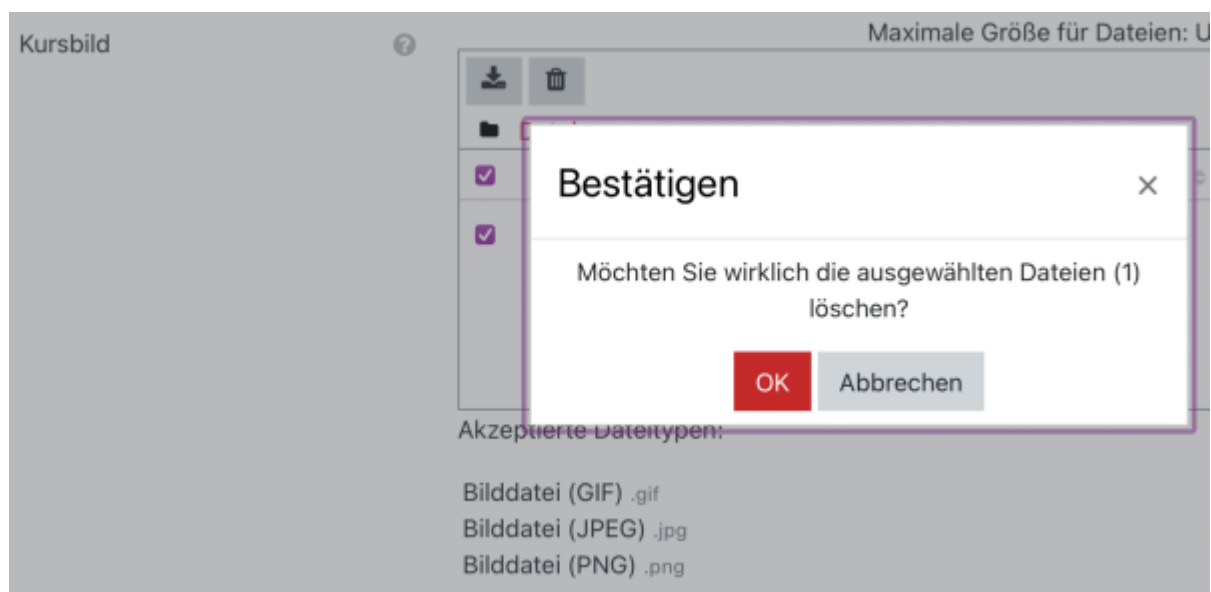 Kursbild
Maximale Größe für Dateien: U
Bestätigen
Möchten Sie wirklich die ausgewählten Dateien (1)
löschen?
OK Abbrechen
Akzeptierte Dateitypen:
Bilddatei (GIF) .gif
Bilddatei (JPEG) .jpg
Bilddatei (PNG) .png